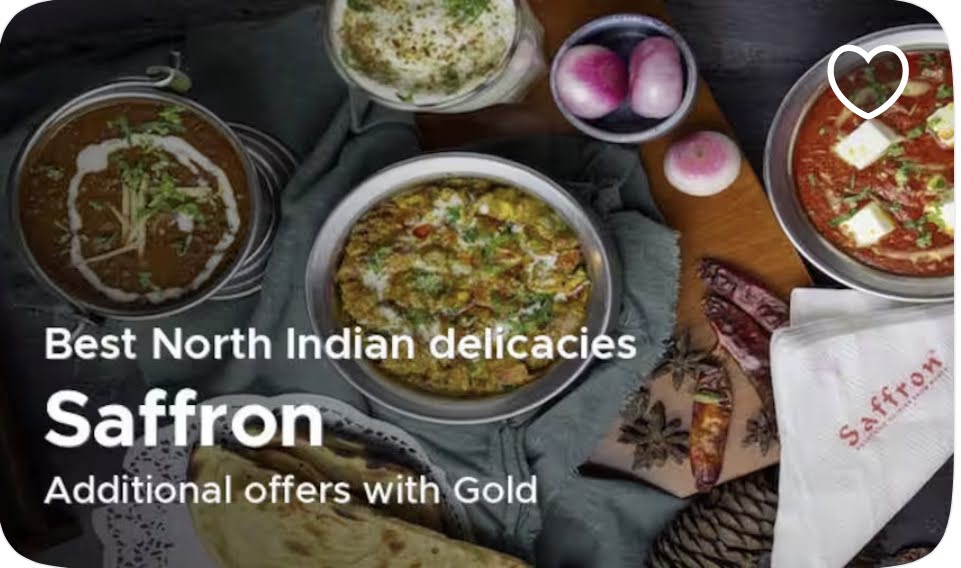 Best North Indian delicacies
Saffron
Additional offers with Gold
Saffron